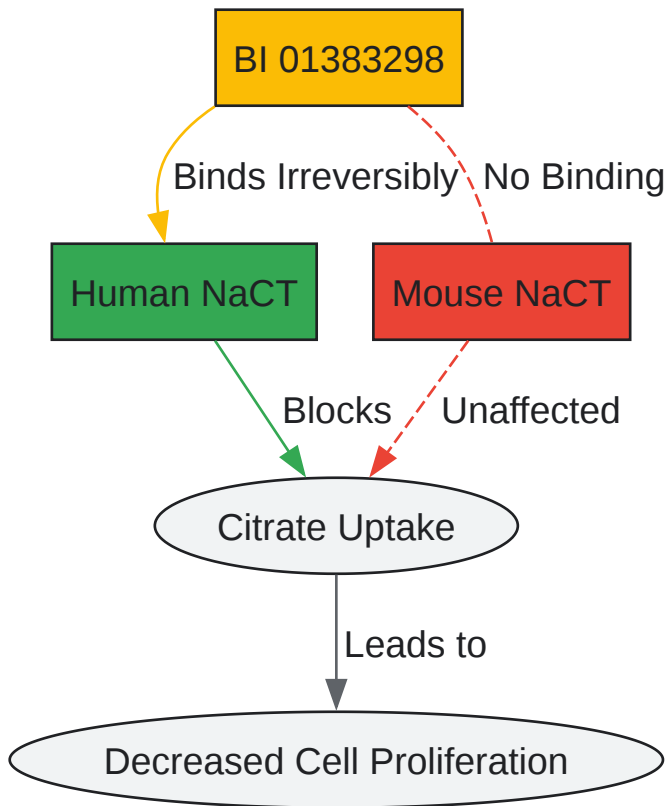 BI 01383298
Binds Irreversibly
No Binding
Human NaCT
Mouse NaCT
Blocks
Unaffected
Citrate Uptake
Leads to
Decreased Cell Proliferation